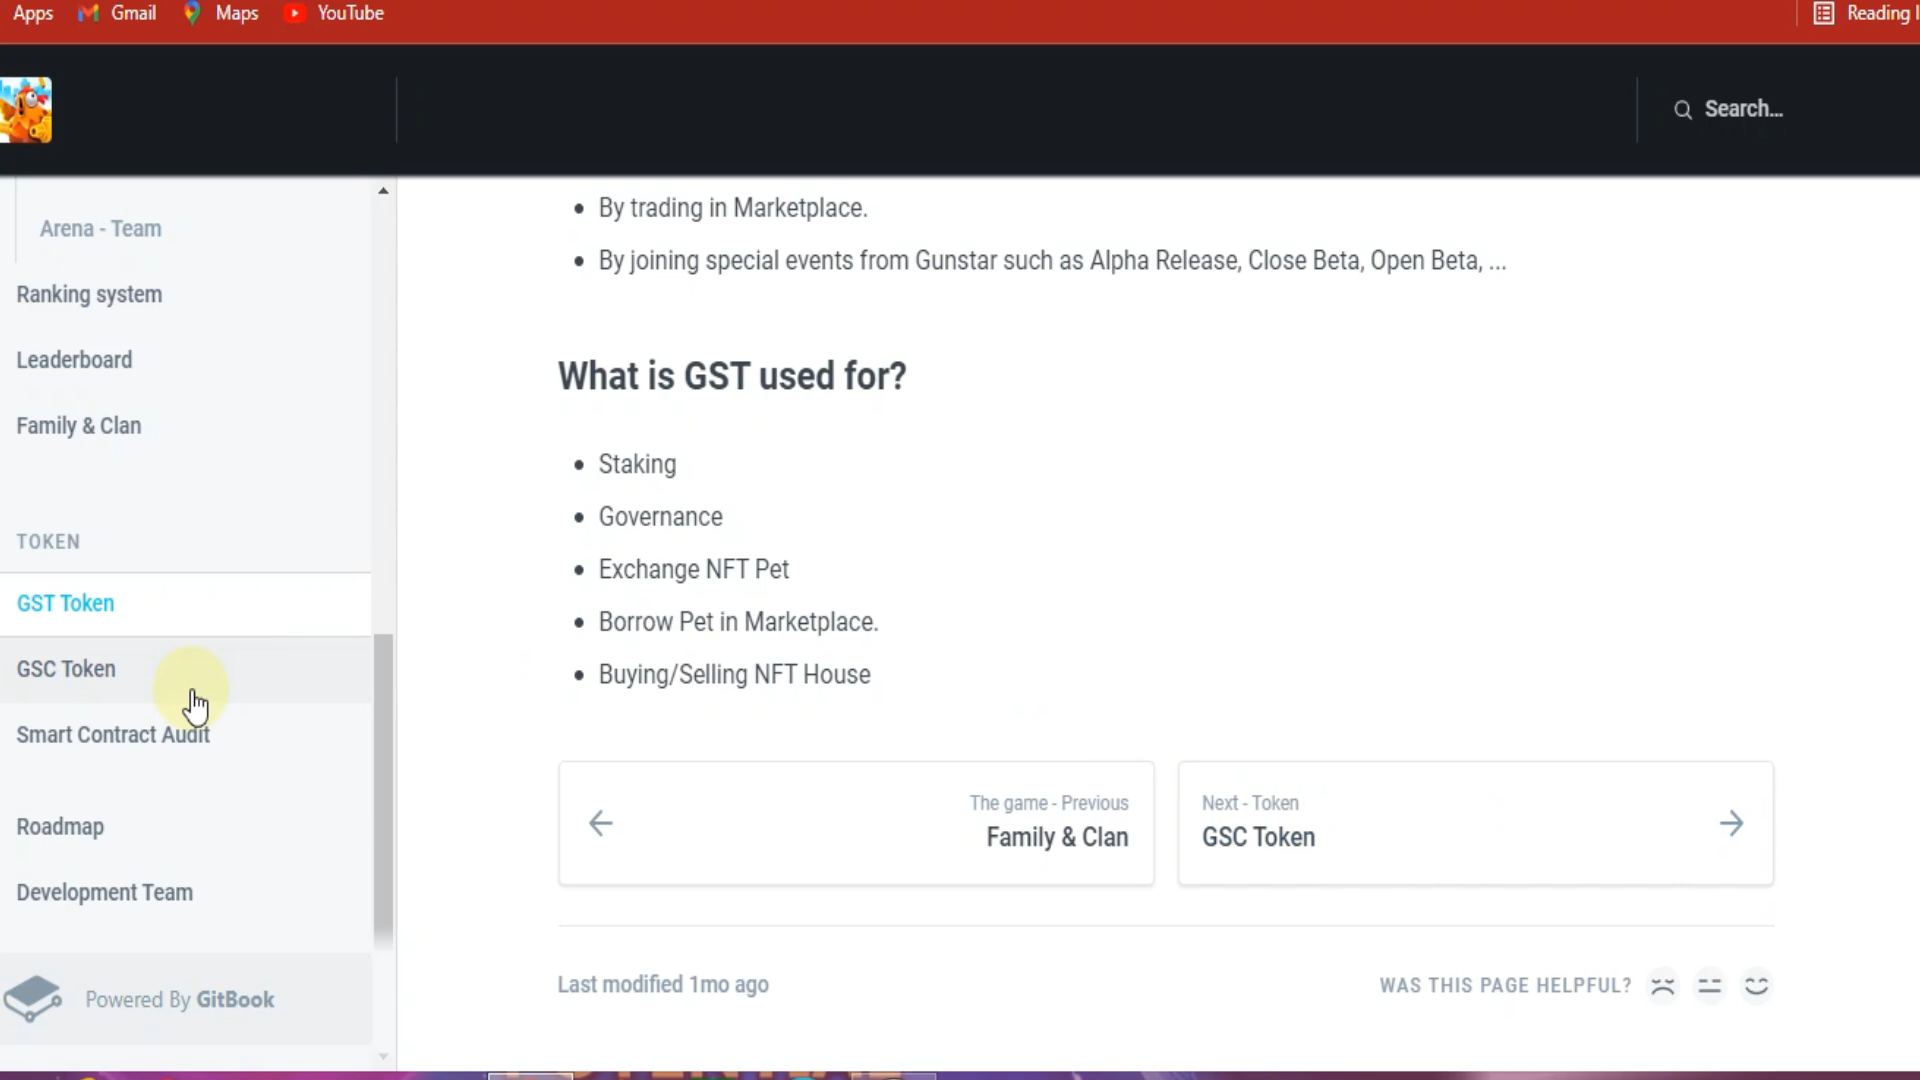 Apps Gmail Maps YouTube Reading
Search...
Arena - Team
Ranking system
Leaderboard
Family & Clan
TOKEN
GST Token
GSC Token
Smart Contract Audit
Roadmap
Development Team
Powered By GitBook
By trading in Marketplace.
By joining special events from Gunstar such as Alpha Release, Close Beta, Open Beta, ...
What is GST used for?
Staking
Governance
Exchange NFT Pet
Borrow Pet in Marketplace.
Buying/Selling NFT House
The game - Previous
Family & Clan
Next - Token
GSC Token
Last modified 1mo ago
WAS THIS PAGE HELPFUL?